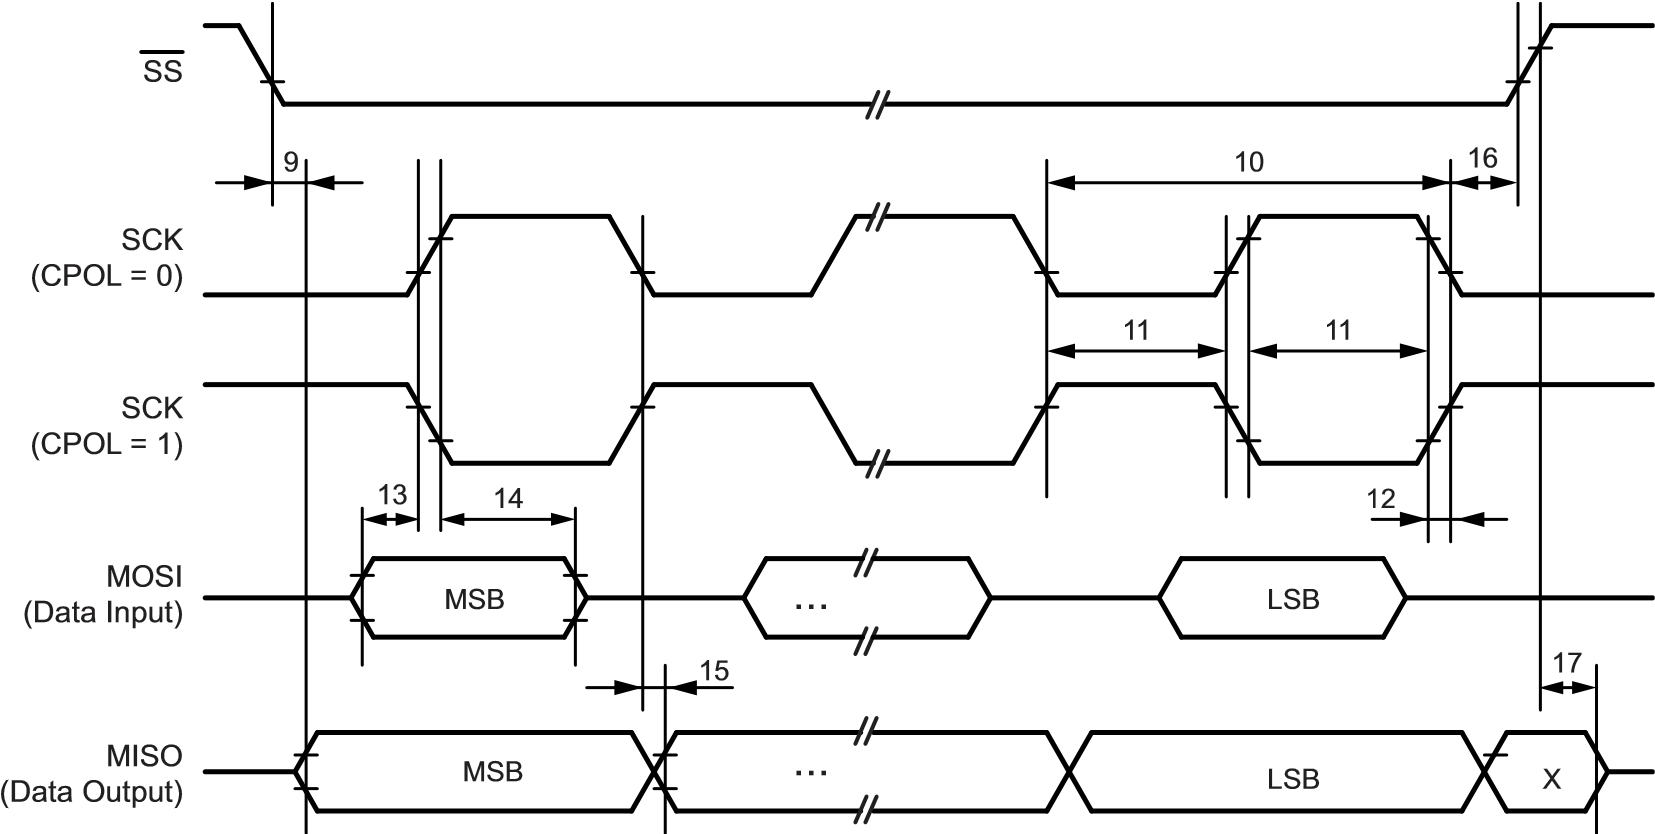 SS
9
10
16
SCK
(CPOL = 0)
11
11
SCK
(CPOL = 1)
13
14
12
MOSI
(Data Input)
MSB
...
LSB
15
17
MISO
(Data Output)
MSB
...
LSB
X